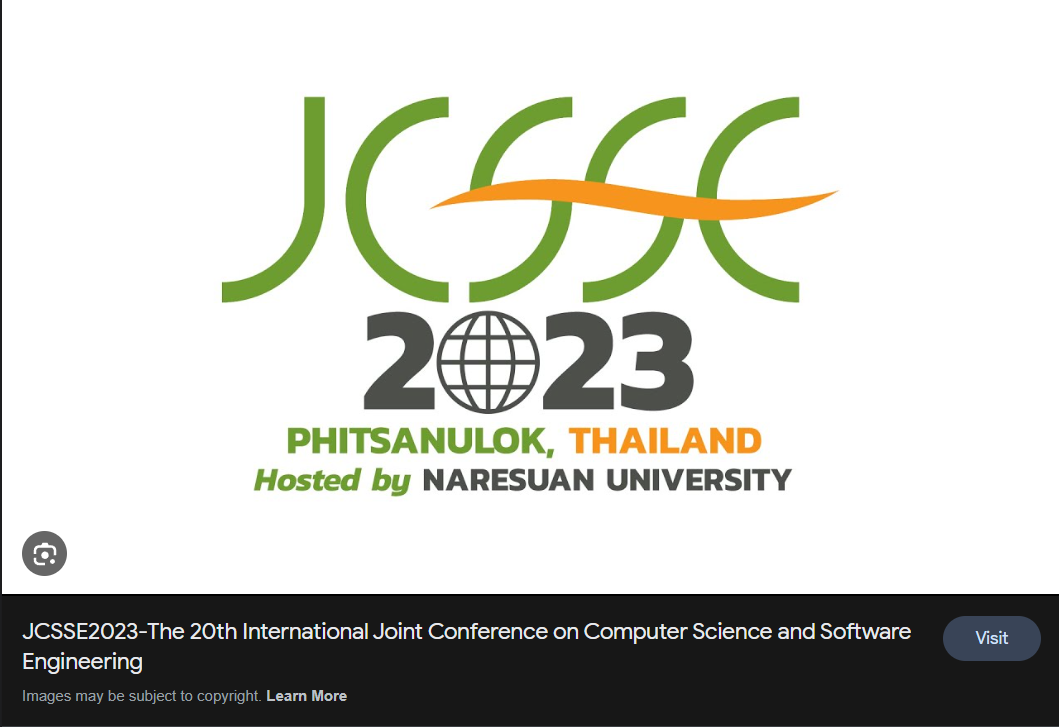 JCSSE
2023
PHITSANULOK, THAILAND
Hosted by NARESUAN UNIVERSITY
JCSSE2023-The 20th International Joint Conference on Computer Science and Software
Engineering
Visit
Images may be subject to copyright. Learn More